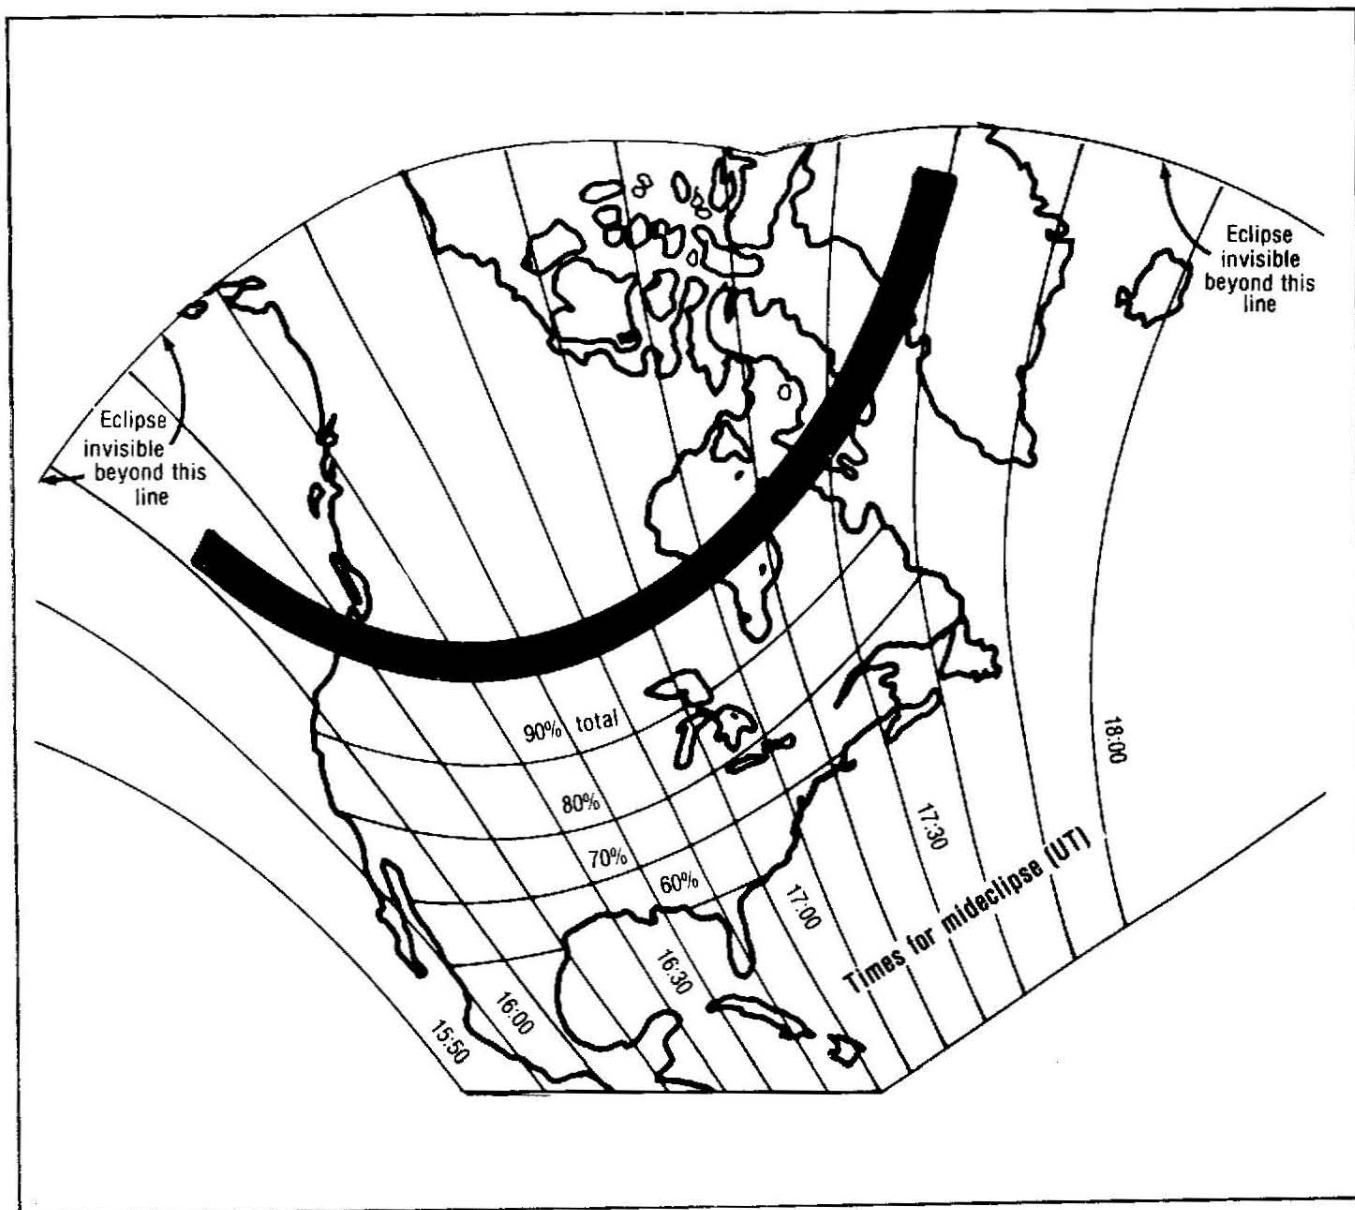 Eclipse
invisible
beyond this
line
Eclipse
invisible
beyond this
line
90% total
80%
70%
60%
15:50
16:00
16:30
17:00
17:30
18:00
Times for mideclipse (UT)